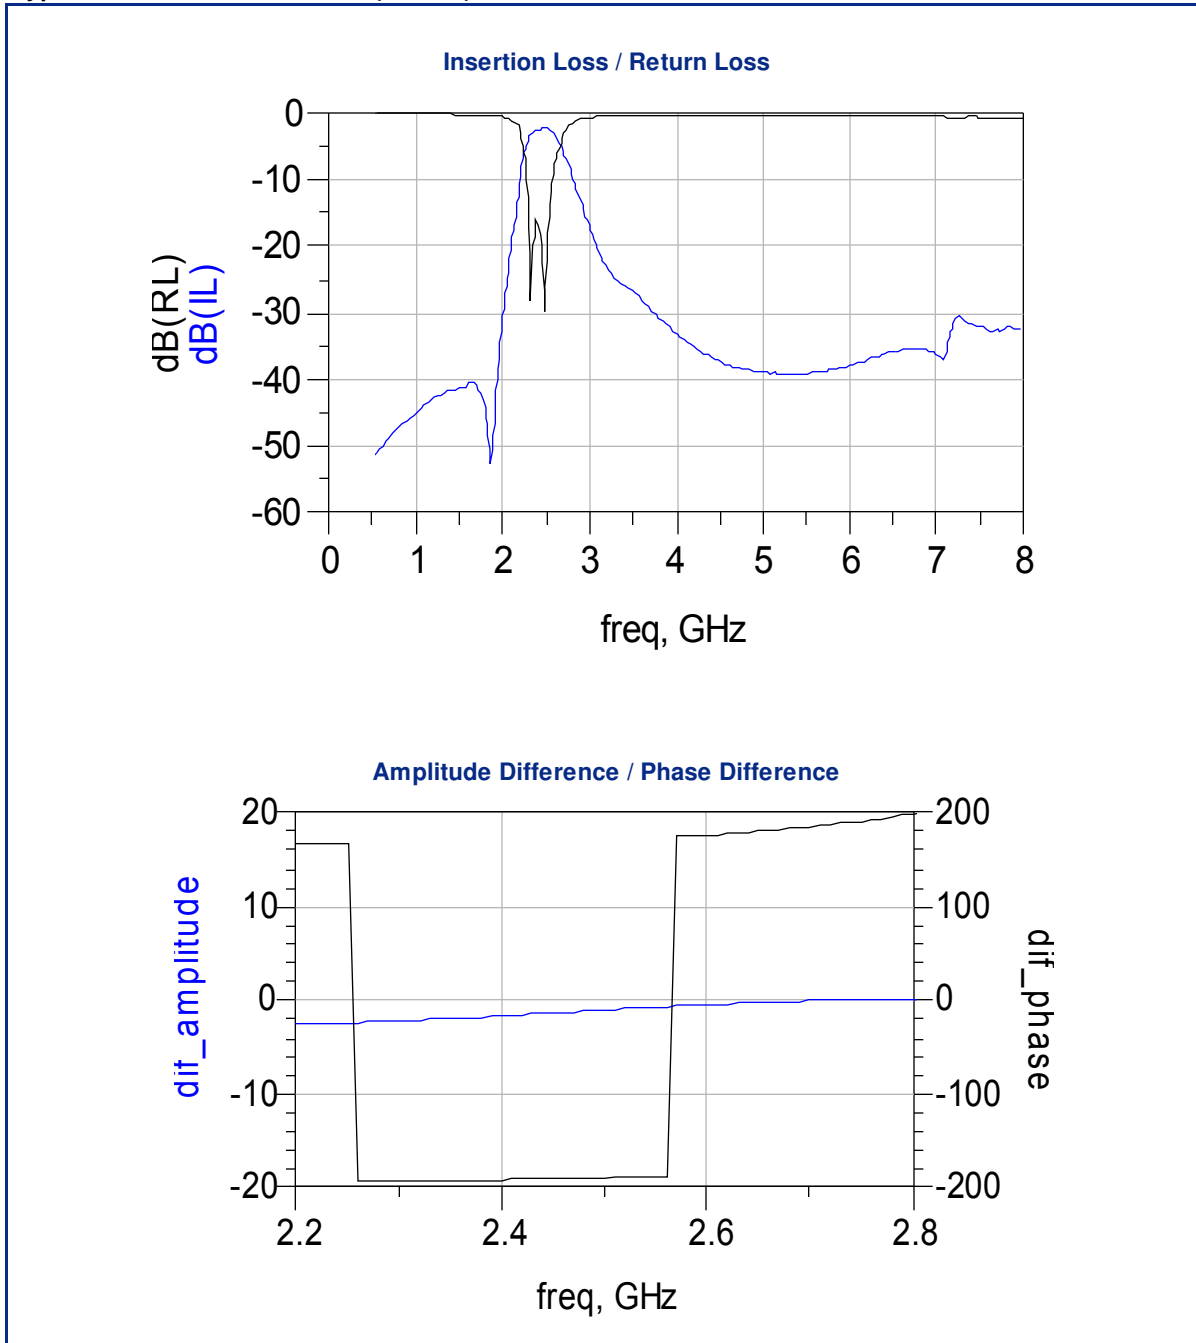 Insertion Loss / Return Loss
dB(RL)
dB(IL)
0
-10
-20
-30
-40
-50
-60
0 1 2 3 4 5 6 7 8
freq, GHz
Amplitude Difference / Phase Difference
dif_amplitude
20
10
0
-10
-20
200
100
0
-100
-200
dif_phase
2.2 2.4 2.6 2.8
freq, GHz